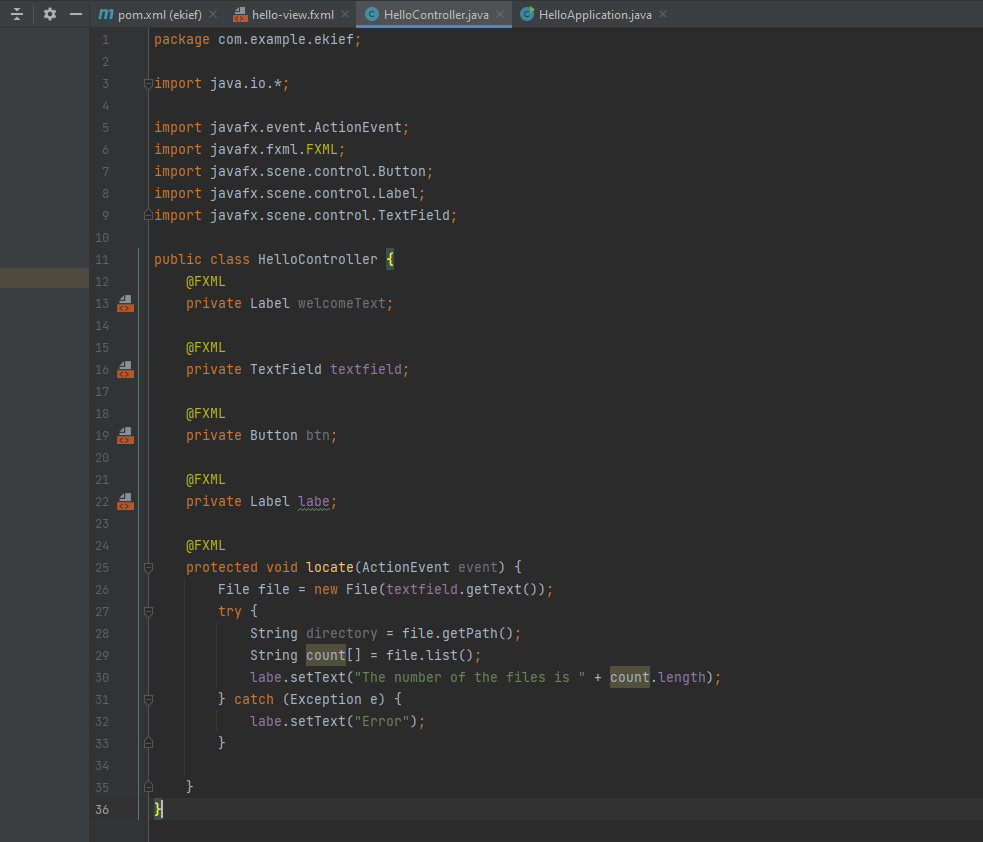 pom.xml (ekief) hello-view.fxml HelloController.java HelloApplication.java
1 package com.example.ekief;
2
3 import java.io.*;
4
5 import javafx.event.ActionEvent;
6 import javafx.fxml.FXML;
7 import javafx.scene.control.Button;
8 import javafx.scene.control.Label;
9 import javafx.scene.control.TextField;
10
11 public class HelloController {
12 @FXML
13 private Label welcomeText;
14
15 @FXML
16 private TextField textfield;
17
18 @FXML
19 private Button btn;
20
21 @FXML
22 private Label labe;
23
24 @FXML
25 protected void locate(ActionEvent event) {
26 File file = new File(textfield.getText());
27 try {
28 String directory = file.getPath();
29 String count[] = file.list();
30 labe.setText("The number of the files is " + count.length);
31 } catch (Exception e) {
32 labe.setText("Error");
33 }
34
35 }
36 }